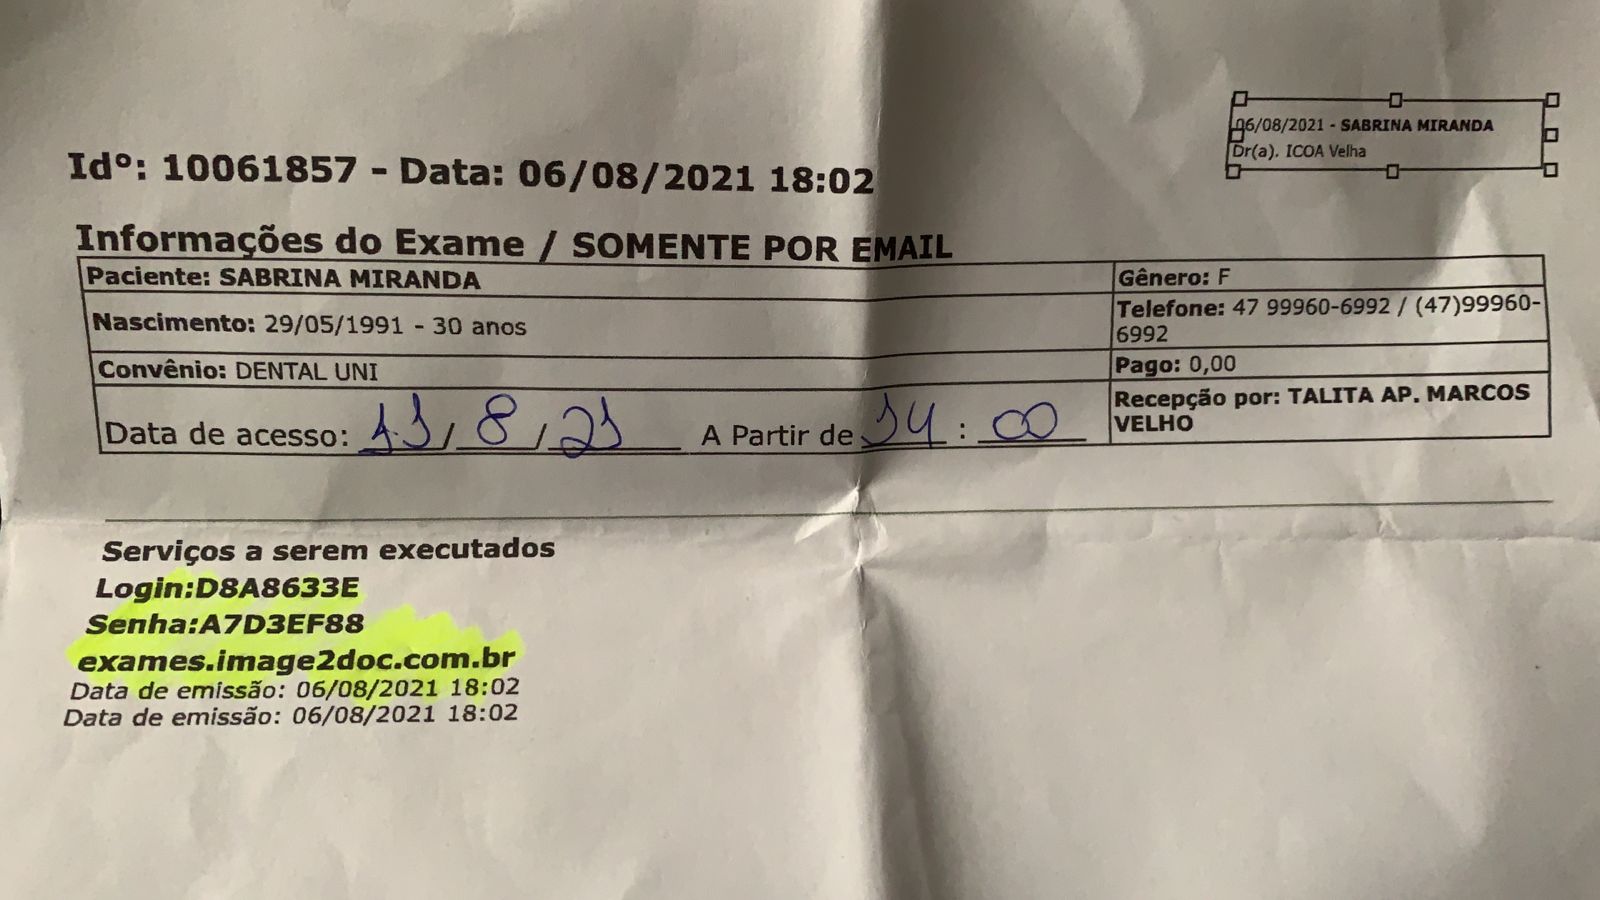 06/08/2021 - SABRINA MIRANDA
Dr(a). ICOA Velha
Idº: 10061857 - Data: 06/08/2021 18:02
Informações do Exame / SOMENTE POR EMAIL
Paciente: SABRINA MIRANDA
Gênero: F
Nascimento: 29/05/1991 - 30 anos
Telefone: 47 99960-6992 / (47)99960-
6992
Convênio: DENTAL UNI
Pago: 0,00
Data de acesso: 11/8/21 A Partir de 14:00
Recepção por: TALITA AP. MARCOS
VELHO
Serviços a serem executados
Login:D8A8633E
Senha:A7D3EF88
exames.image2doc.com.br
Data de emissão: 06/08/2021 18:02
Data de emissão: 06/08/2021 18:02